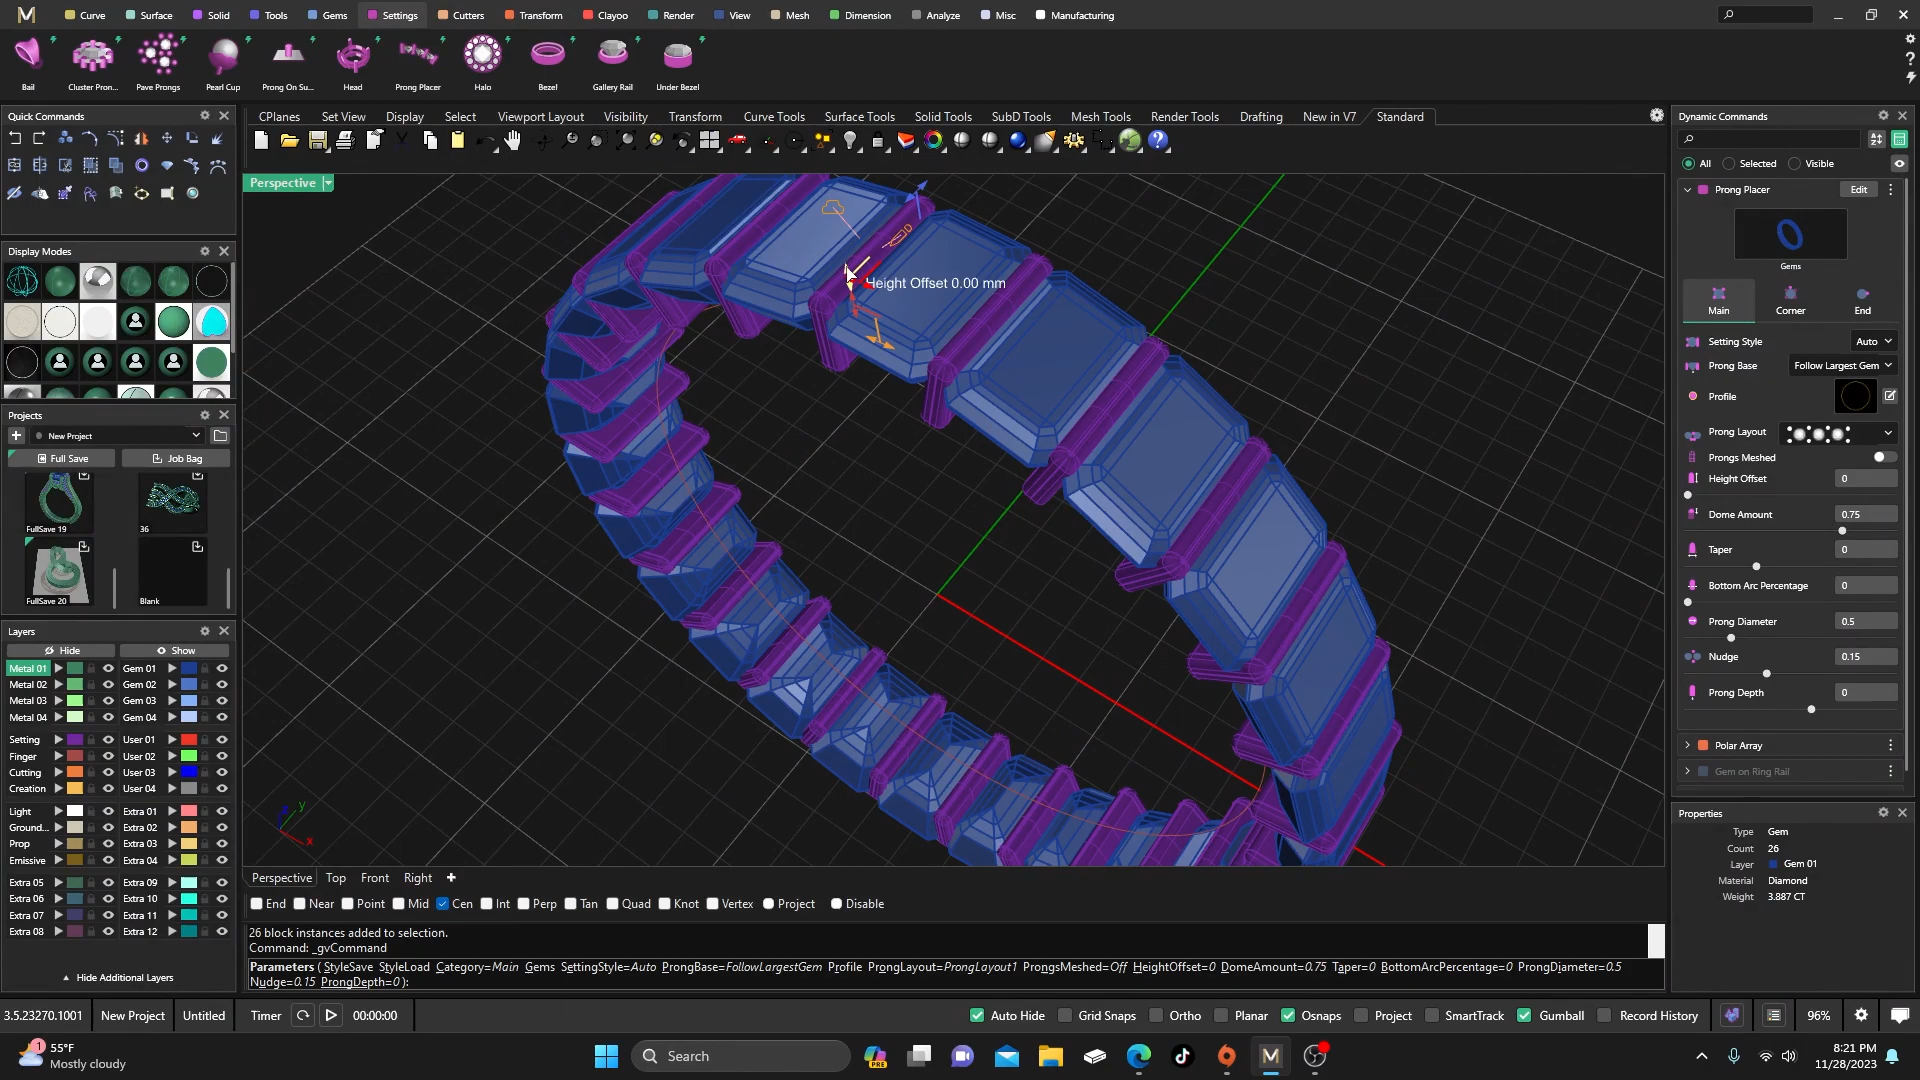 Curve Surface Solid Tools Gems Settings Cutters Transform Clayoo Render View Mesh Dimension Analyze Misc Manufacturing
Bail Cluster Pron... Pave Prongs Pearl Cup Prong On Su... Head Prong Placer Halo Bezel Gallery Rail Under Bezel
Quick Commands
CPlanes Set View Display Select Viewport Layout Visibility Transform Curve Tools Surface Tools Solid Tools SubD Tools Mesh Tools Render Tools Drafting New in V7 Standard
Perspective
Height Offset 0.00 mm
Display Modes
Projects
New Project
Full Save Job Bag
FullSave 19 36
FullSave 20 Blank
Layers
Hide Show
Metal 01 Gem 01
Metal 02 Gem 02
Metal 03 Gem 03
Metal 04 Gem 04
Setting User 01
Finger User 02
Cutting User 03
Creation User 04
Light Extra 01
Ground... Extra 02
Prop Extra 03
Emissive Extra 04
Extra 05 Extra 09
Extra 06 Extra 10
Extra 07 Extra 11
Extra 08 Extra 12
Hide Additional Layers
z y x
Perspective Top Front Right
End Near Point Mid Cen Int Perp Tan Quad Knot Vertex Project Disable
26 block instances added to selection.
Command: _gvCommand
Parameters ( StyleSave StyleLoad Category=Main Gems SettingStyle=Auto ProngBase=FollowLargestGem Profile ProngLayout=ProngLayout1 ProngsMeshed=Off HeightOffset=0 DomeAmount=0.75 Taper=0 BottomArcPercentage=0 ProngDiameter=0.5
Nudge=0.15 ProngDepth=0 ):
Dynamic Commands
All Selected Visible
Prong Placer Edit
Gems
Main Corner End
Setting Style Auto
Prong Base Follow Largest Gem
Profile
Prong Layout
Prongs Meshed
Height Offset 0
Dome Amount 0.75
Taper 0
Bottom Arc Percentage 0
Prong Diameter 0.5
Nudge 0.15
Prong Depth 0
Polar Array
Gem on Ring Rail
Properties
Type Gem
Count 26
Layer Gem 01
Material Diamond
Weight 3.887 CT
3.5.23270.1001 New Project Untitled Timer 00:00:00 Auto Hide Grid Snaps Ortho Planar Osnaps Project SmartTrack Gumball Record History 96%
1
55°F
Mostly cloudy
Search
PRE
8:21 PM
11/28/2023